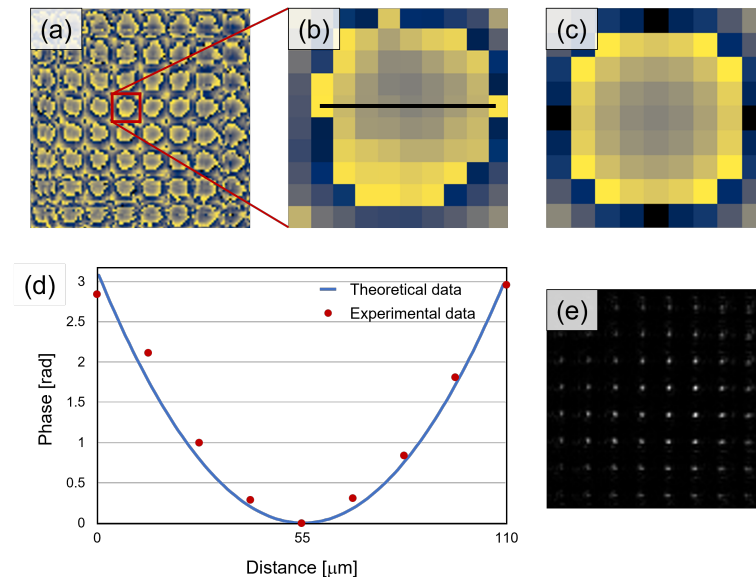 (a)
(b)
(c)
(d)
3
2.5
2
1.5
1
0.5
0
Phase [rad]
Theoretical data
Experimental data
0
55
110
Distance [μm]
(e)